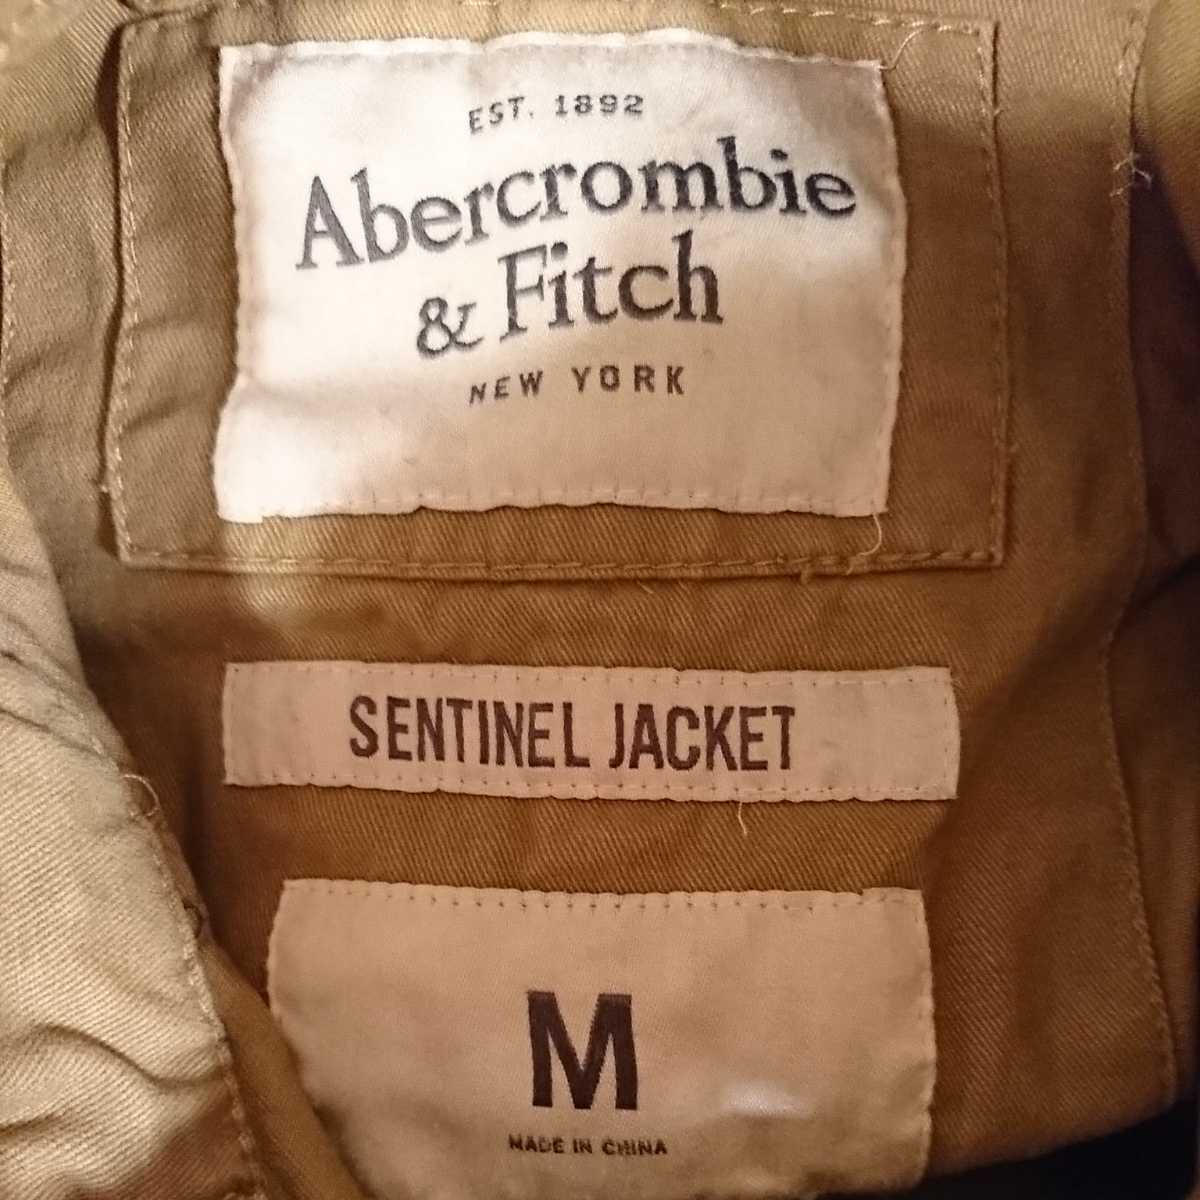 EST. 1892
Abercrombie
& Fitch
NEW YORK
SENTINEL JACKET
M
MADE IN CHINA